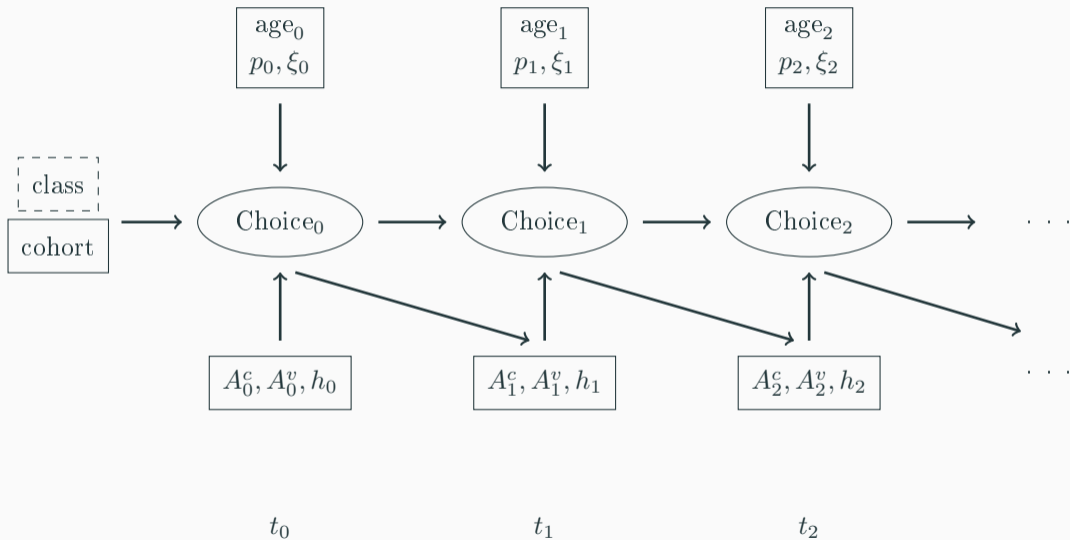 age₀
p₀, ξ₀
age₁
p₁, ξ₁
age₂
p₂, ξ₂
class
cohort
Choice₀
Choice₁
Choice₂
. . .
A₀ᶜ, A₀ᵛ, h₀
A₁ᶜ, A₁ᵛ, h₁
A₂ᶜ, A₂ᵛ, h₂
. . .
t₀
t₁
t₂